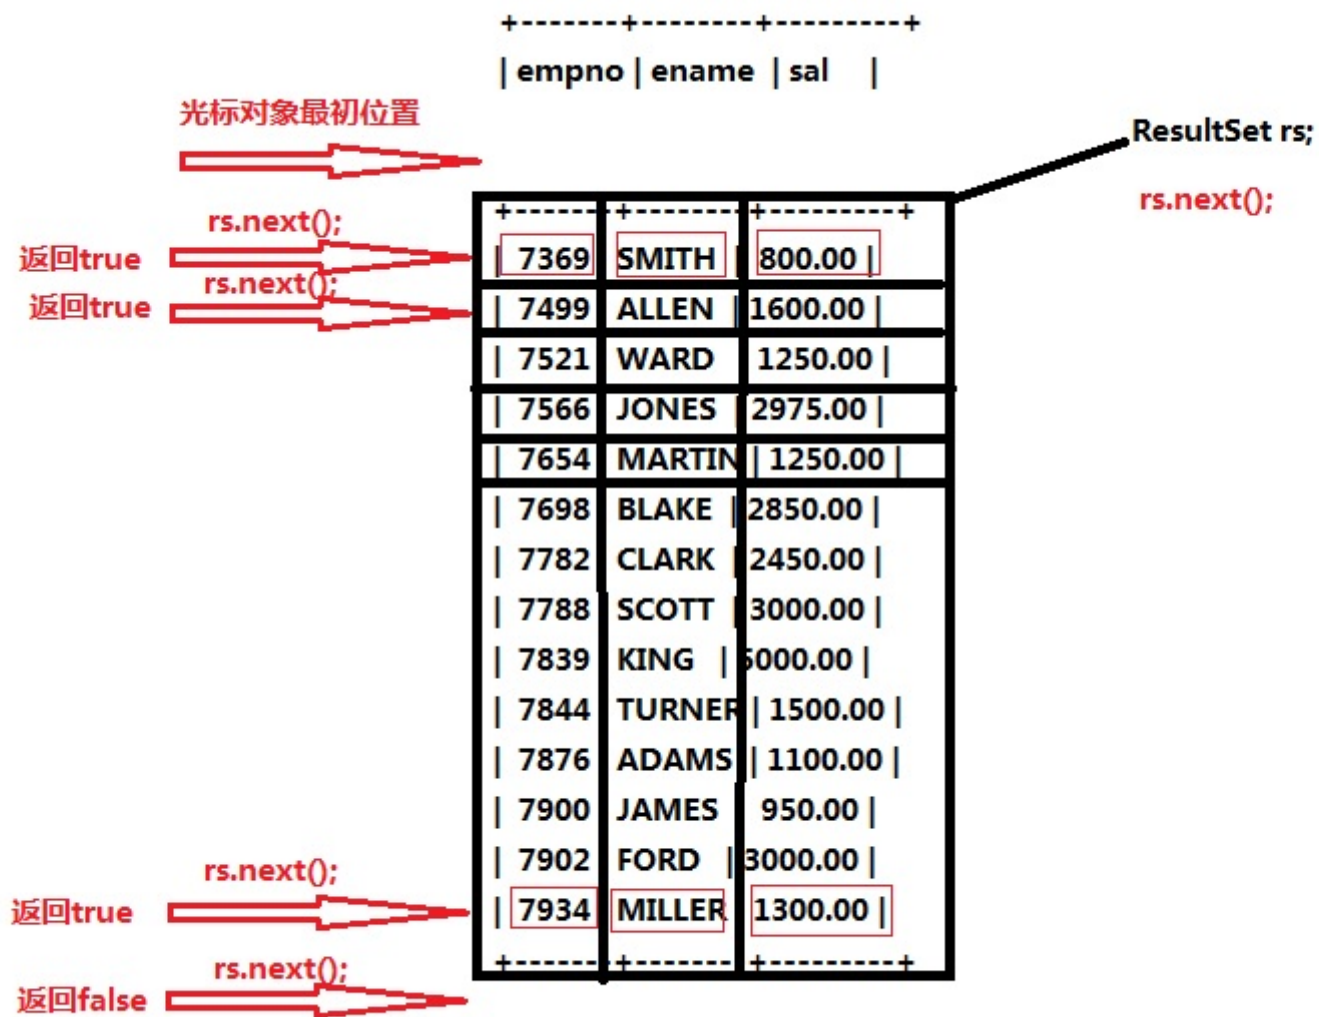 +-------+--------+---------+
| empno | ename | sal |
光标对象最初位置
ResultSet rs;
rs.next();
+-------+--------+---------+
rs.next();
返回true
| 7369 SMITH | 800.00 |
rs.next();
返回true
| 7499 ALLEN | 1600.00 |
| 7521 WARD 1250.00 |
| 7566 JONES | 2975.00 |
| 7654 MARTIN | 1250.00 |
| 7698 BLAKE | 2850.00 |
| 7782 CLARK | 2450.00 |
| 7788 SCOTT | 3000.00 |
| 7839 KING | 5000.00 |
| 7844 TURNER | 1500.00 |
| 7876 ADAMS | 1100.00 |
| 7900 JAMES 950.00 |
| 7902 FORD | 3000.00 |
rs.next();
返回true
| 7934 MILLER 1300.00 |
+-------+--------+---------+
rs.next();
返回false